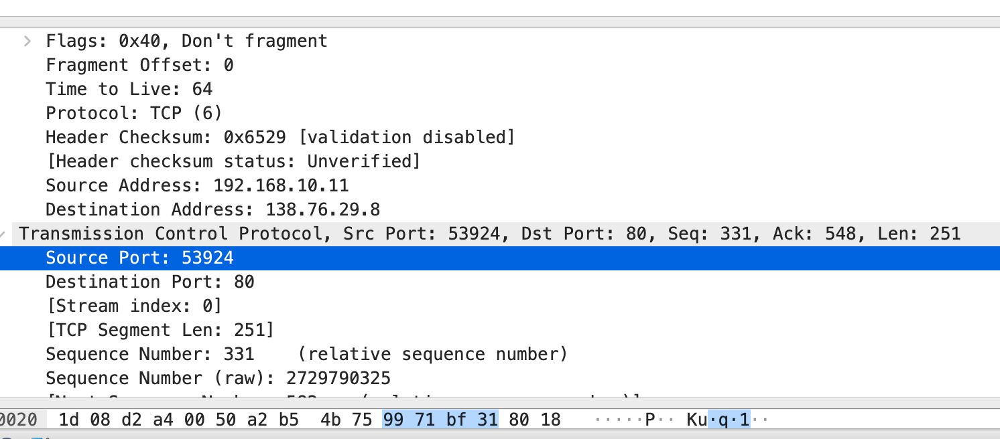 Flags: 0x40, Don't fragment
Fragment Offset: 0
Time to Live: 64
Protocol: TCP (6)
Header Checksum: 0x6529 [validation disabled]
[Header checksum status: Unverified]
Source Address: 192.168.10.11
Destination Address: 138.76.29.8
Transmission Control Protocol, Src Port: 53924, Dst Port: 80, Seq: 331, Ack: 548, Len: 251
Source Port: 53924
Destination Port: 80
[Stream index: 0]
[TCP Segment Len: 251]
Sequence Number: 331 (relative sequence number)
Sequence Number (raw): 2729790325
0020 1d 08 d2 a4 00 50 a2 b5 4b 75 99 71 bf 31 80 18 ·····P·· Ku·q·1··